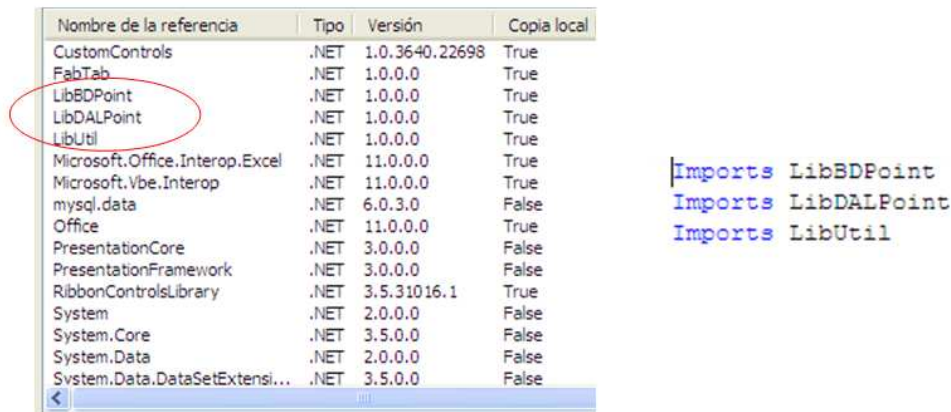 Nombre de la referencia Tipo Versión Copia local
CustomControls .NET 1.0.3640.22698 True
FabTab .NET 1.0.0.0 True
LibBDPoint .NET 1.0.0.0 True
LibDALPoint .NET 1.0.0.0 True
LibUtil .NET 1.0.0.0 True
Microsoft.Office.Interop.Excel .NET 11.0.0.0 True
Microsoft.Vbe.Interop .NET 11.0.0.0 True
mysql.data .NET 6.0.3.0 False
Office .NET 11.0.0.0 True
PresentationCore .NET 3.0.0.0 False
PresentationFramework .NET 3.0.0.0 False
RibbonControlsLibrary .NET 3.5.31016.1 True
System .NET 2.0.0.0 False
System.Core .NET 3.5.0.0 False
System.Data .NET 2.0.0.0 False
System.Data.DataSetExtensi... .NET 3.5.0.0 False
Imports LibBDPoint
Imports LibDALPoint
Imports LibUtil